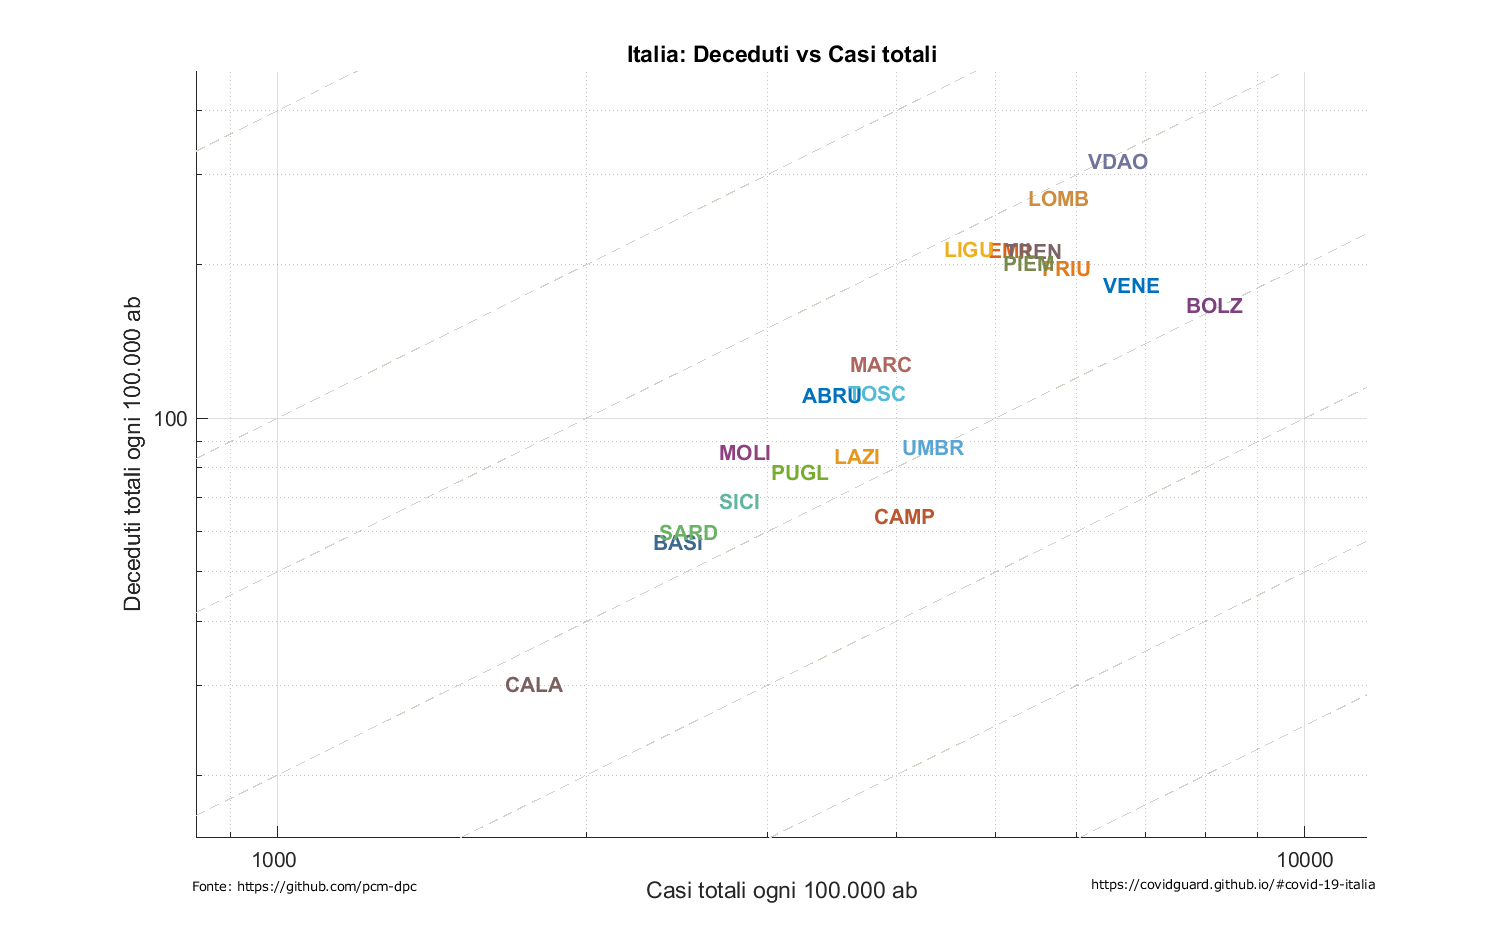 Italia: Deceduti vs Casi totali
Deceduti totali ogni 100.000 ab
100
VDAO
LOMB
LIGU
EMI
TREN
PIEM
FRIU
VENE
BOLZ
MARC
ABRU
TOSC
MOLI
LAZI
UMBR
PUGL
SICI
CAMP
SARD
BASI
CALA
1000
10000
Casi totali ogni 100.000 ab
Fonte: https://github.com/pcm-dpc
https://covidguard.github.io/#covid-19-italia